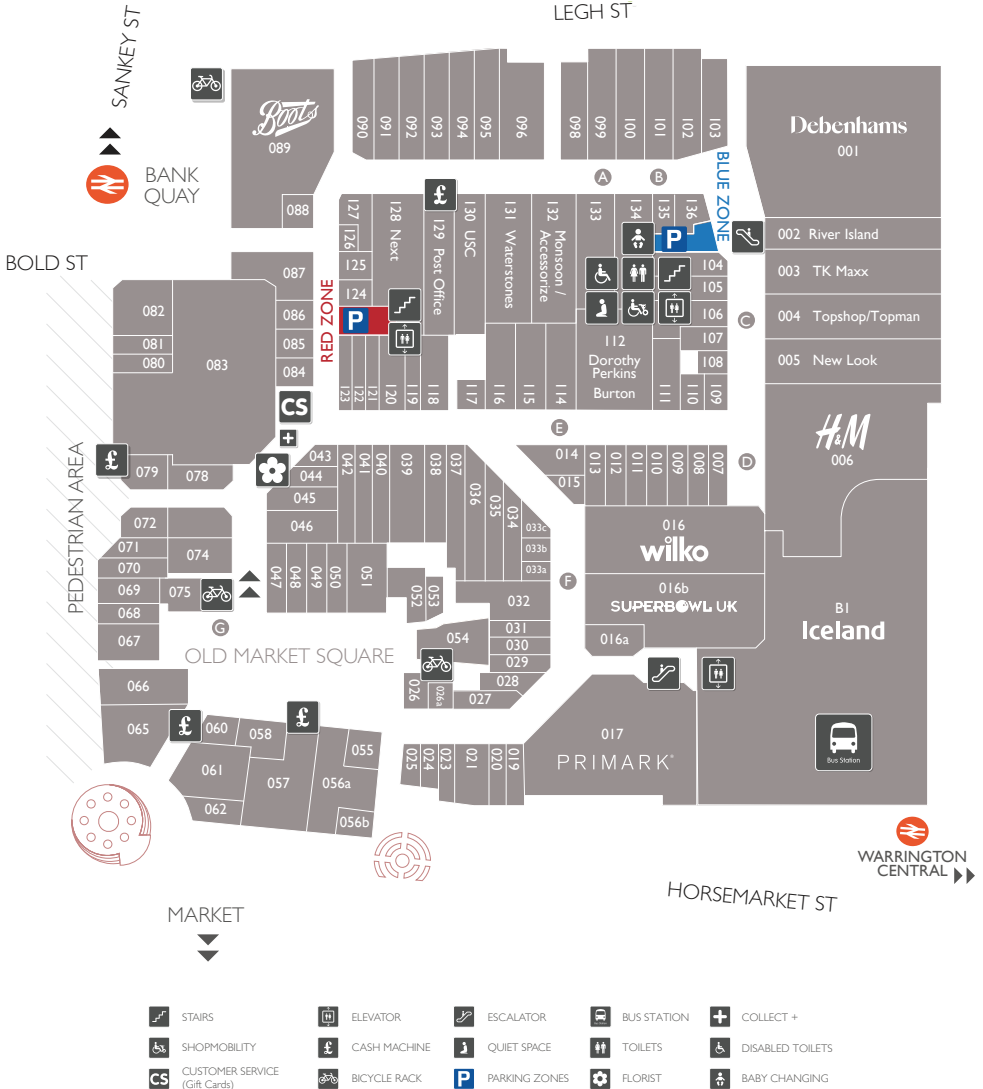 LEGH ST
SANKEY ST
BANK
QUAY
BOLD ST
Boots
089
088
090
091
092
093
094
095
096
098
099
100
101
102
103
Debenhams
001
A
B
BLUE ZONE
127
126
125
124
128 Next
£
129 Post Office
130 USC
131 Waterstones
132 Monsoon /
Accessorize
133
134
135
136
P
104
105
106
107
108
002 River Island
003 TK Maxx
004 Topshop/Topman
005 New Look
C
087
086
085
084
082
081
080
083
RED ZONE
P
123
122
121
120
119
118
117
116
115
114
112
Dorothy
Perkins
Burton
111
110
109
CS
E
H&M
006
D
£
079
078
043
044
045
046
042
041
040
039
038
037
036
035
034
033c
033b
033a
014
015
013
012
011
010
009
008
007
PEDESTRIAN AREA
072
071
070
069
068
067
074
075
047
048
049
050
051
052
053
032
031
030
029
028
027
016
wilko
016b
SUPERBOWL UK
016a
F
B1
Iceland
G
OLD MARKET SQUARE
054
026
026a
066
065
£
£
060
058
061
062
057
056a
055
056b
025
024
023
021
020
019
017
PRIMARK
Bus Station
WARRINGTON
CENTRAL
HORSEMARKET ST
MARKET
STAIRS
ELEVATOR
ESCALATOR
BUS STATION
COLLECT +
SHOPMOBILITY
£ CASH MACHINE
QUIET SPACE
TOILETS
DISABLED TOILETS
CS CUSTOMER SERVICE
(Gift Cards)
BICYCLE RACK
P PARKING ZONES
FLORIST
BABY CHANGING